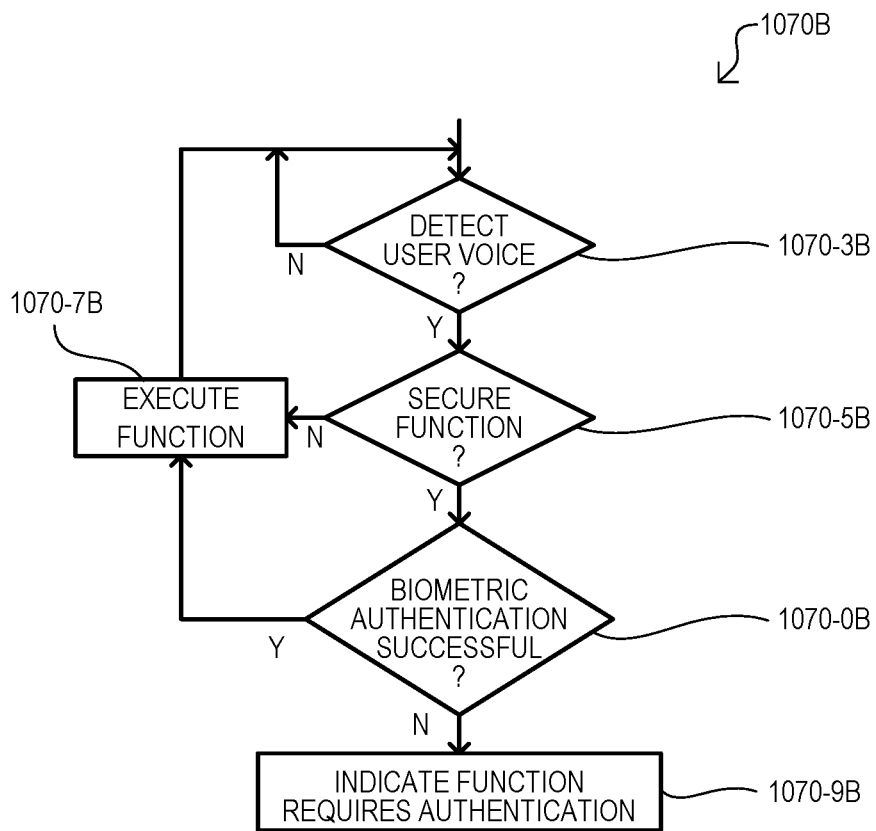 1070B
DETECT
USER VOICE
?
1070-3B
N
Y
1070-7B
EXECUTE
FUNCTION
SECURE
FUNCTION
?
1070-5B
N
Y
BIOMETRIC
AUTHENTICATION
SUCCESSFUL
?
1070-0B
Y
N
INDICATE FUNCTION
REQUIRES AUTHENTICATION
1070-9B